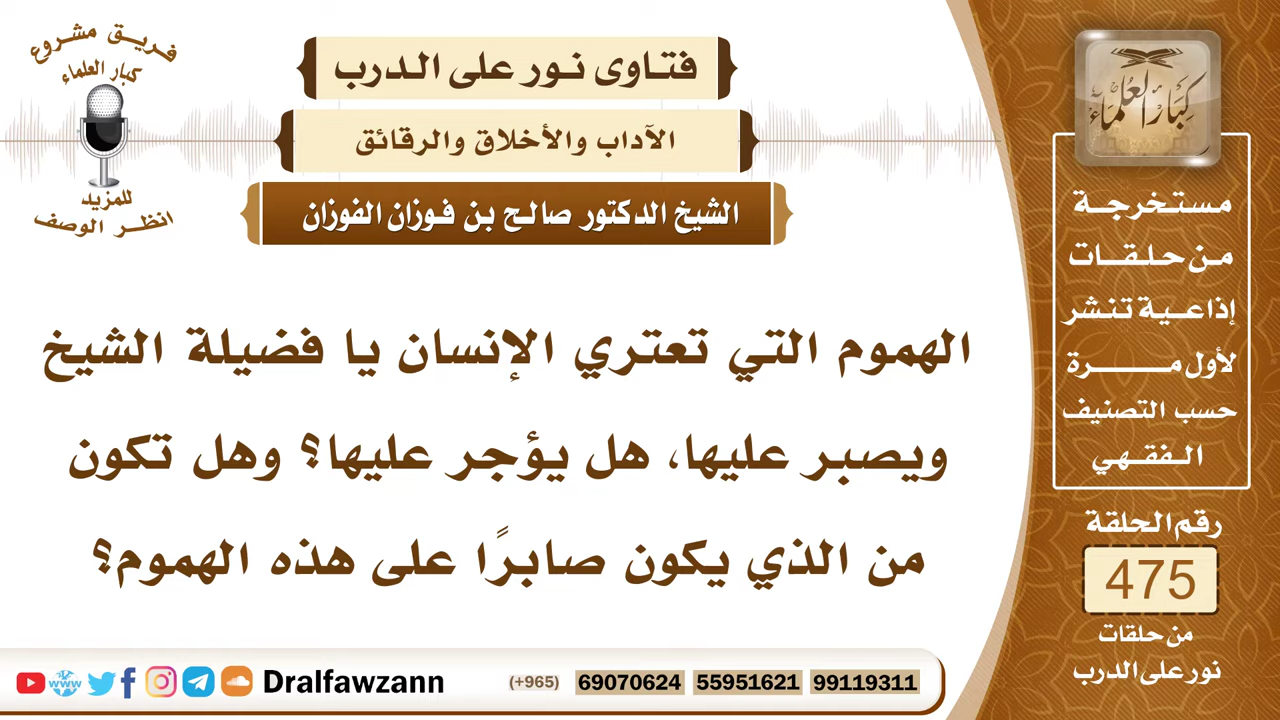 فريق مشروع
كبار العلماء
للمزيد
انظر الوصف
فتاوى نور على الدرب
الآداب والأخلاق والرقائق
الشيخ الدكتور صالح بن فوزان الفوزان
الهموم التي تعتري الإنسان يا فضيلة الشيخ
ويصبر عليها، هل يؤجر عليها؟ وهل تكون
من الذي يكون صابرًا على هذه الهموم؟
كبار العلماء
مستخرجة
من حلقات
إذاعية تنشر
لأول مرة
حسب التصنيف
الفقهي
رقم الحلقة
475
من حلقات
نور على الدرب
www
Dralfawzann (+965) 69070624 55951621 99119311